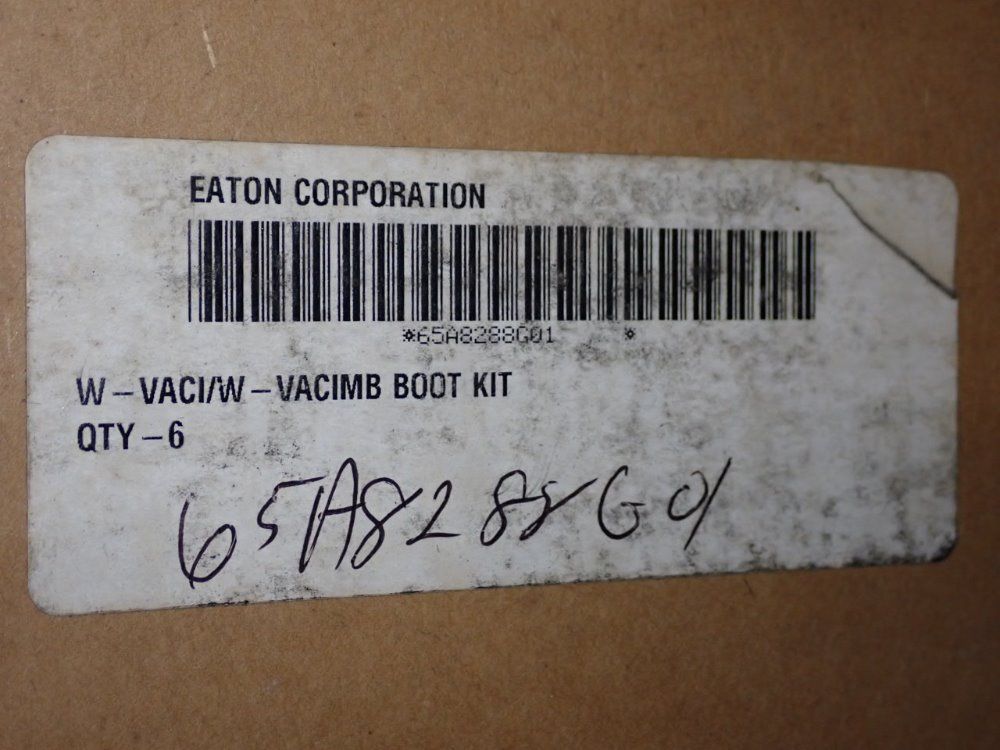 EATON CORPORATION
*65A8288G01 *
W-VACI/W-VACIMB BOOT KIT
QTY-6
65A8288G01